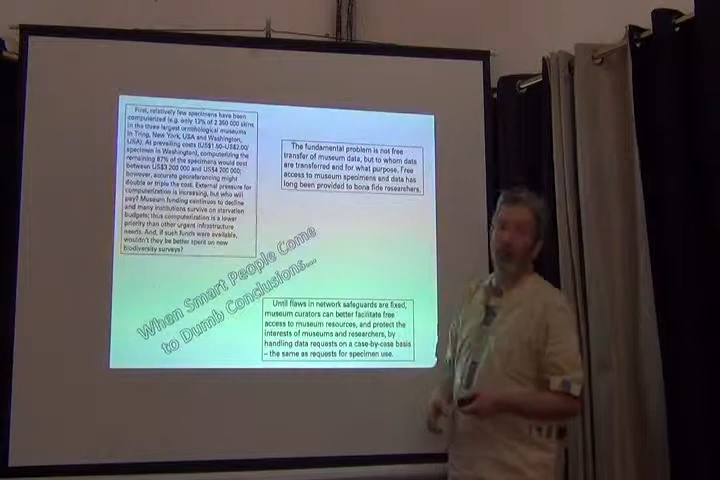 First, relatively few specimens have been
computerized (e.g. only 13% of 2 350 000 skins
in the three largest ornithological museums
in Tring, New York, USA and Washington,
USA). At prevailing costs (US$1.50–US$2.00/
specimen in Washington), computerizing the
remaining 87% of the specimens would cost
between US$3 200 000 and US$4 200 000;
however, accurate georeferencing might
double or triple the cost. External pressure for
computerization is increasing, but who will
pay? Museum funding continues to decline
and many institutions survive on starvation
budgets; thus computerization is a lower
priority than other urgent infrastructure
needs. And, if such funds were available,
wouldn't they be better spent on new
biodiversity surveys?
The fundamental problem is not free
transfer of museum data, but to whom data
are transferred and for what purpose. Free
access to museum specimens and data has
long been provided to bona fide researchers.
When Smart People Come
to Dumb Conclusions...
Until flaws in network safeguards are fixed,
museum curators can better facilitate free
access to museum resources, and protect the
interests of museums and researchers, by
handling data requests on a case-by-case basis
– the same as requests for specimen use.